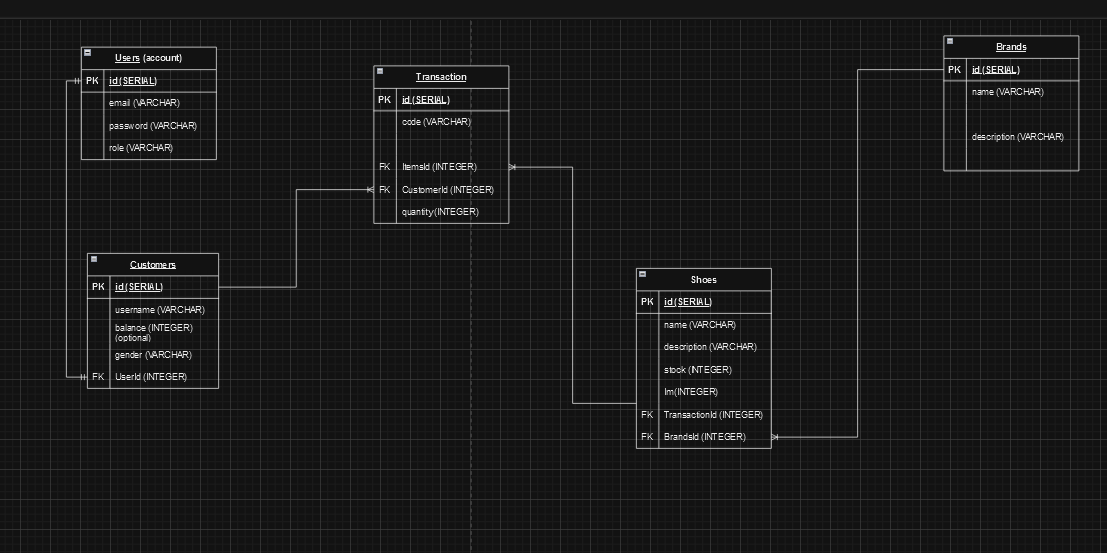 Users (account)
PK id (SERIAL)
email (VARCHAR)
password (VARCHAR)
role (VARCHAR)
Transaction
PK id (SERIAL)
code (VARCHAR)
FK ItemsId (INTEGER)
FK CustomerId (INTEGER)
quantity(INTEGER)
Brands
PK id (SERIAL)
name (VARCHAR)
description (VARCHAR)
Customers
PK id (SERIAL)
username (VARCHAR)
balance (INTEGER)
(optional)
gender (VARCHAR)
FK UserId (INTEGER)
Shoes
PK id (SERIAL)
name (VARCHAR)
description (VARCHAR)
stock (INTEGER)
Im(INTEGER)
FK TransactionId (INTEGER)
FK BrandsId (INTEGER)